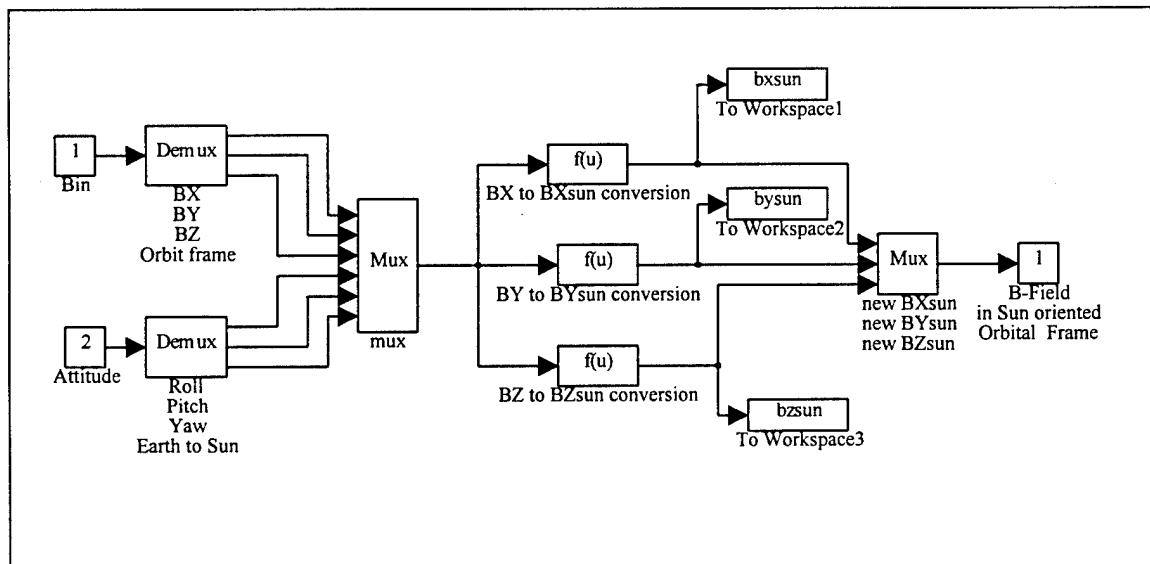 1
Bin
Demux
BX
BY
BZ
Orbit frame
2
Attitude
Demux
Roll
Pitch
Yaw
Earth to Sun
Mux
mux
f(u)
BX to BXsun conversion
f(u)
BY to BYsun conversion
f(u)
BZ to BZsun conversion
bxsun
To Workspace1
bysun
To Workspace2
bzsun
To Workspace3
Mux
new BXsun
new BYsun
new BZsun
1
B-Field
in Sun oriented
Orbital Frame